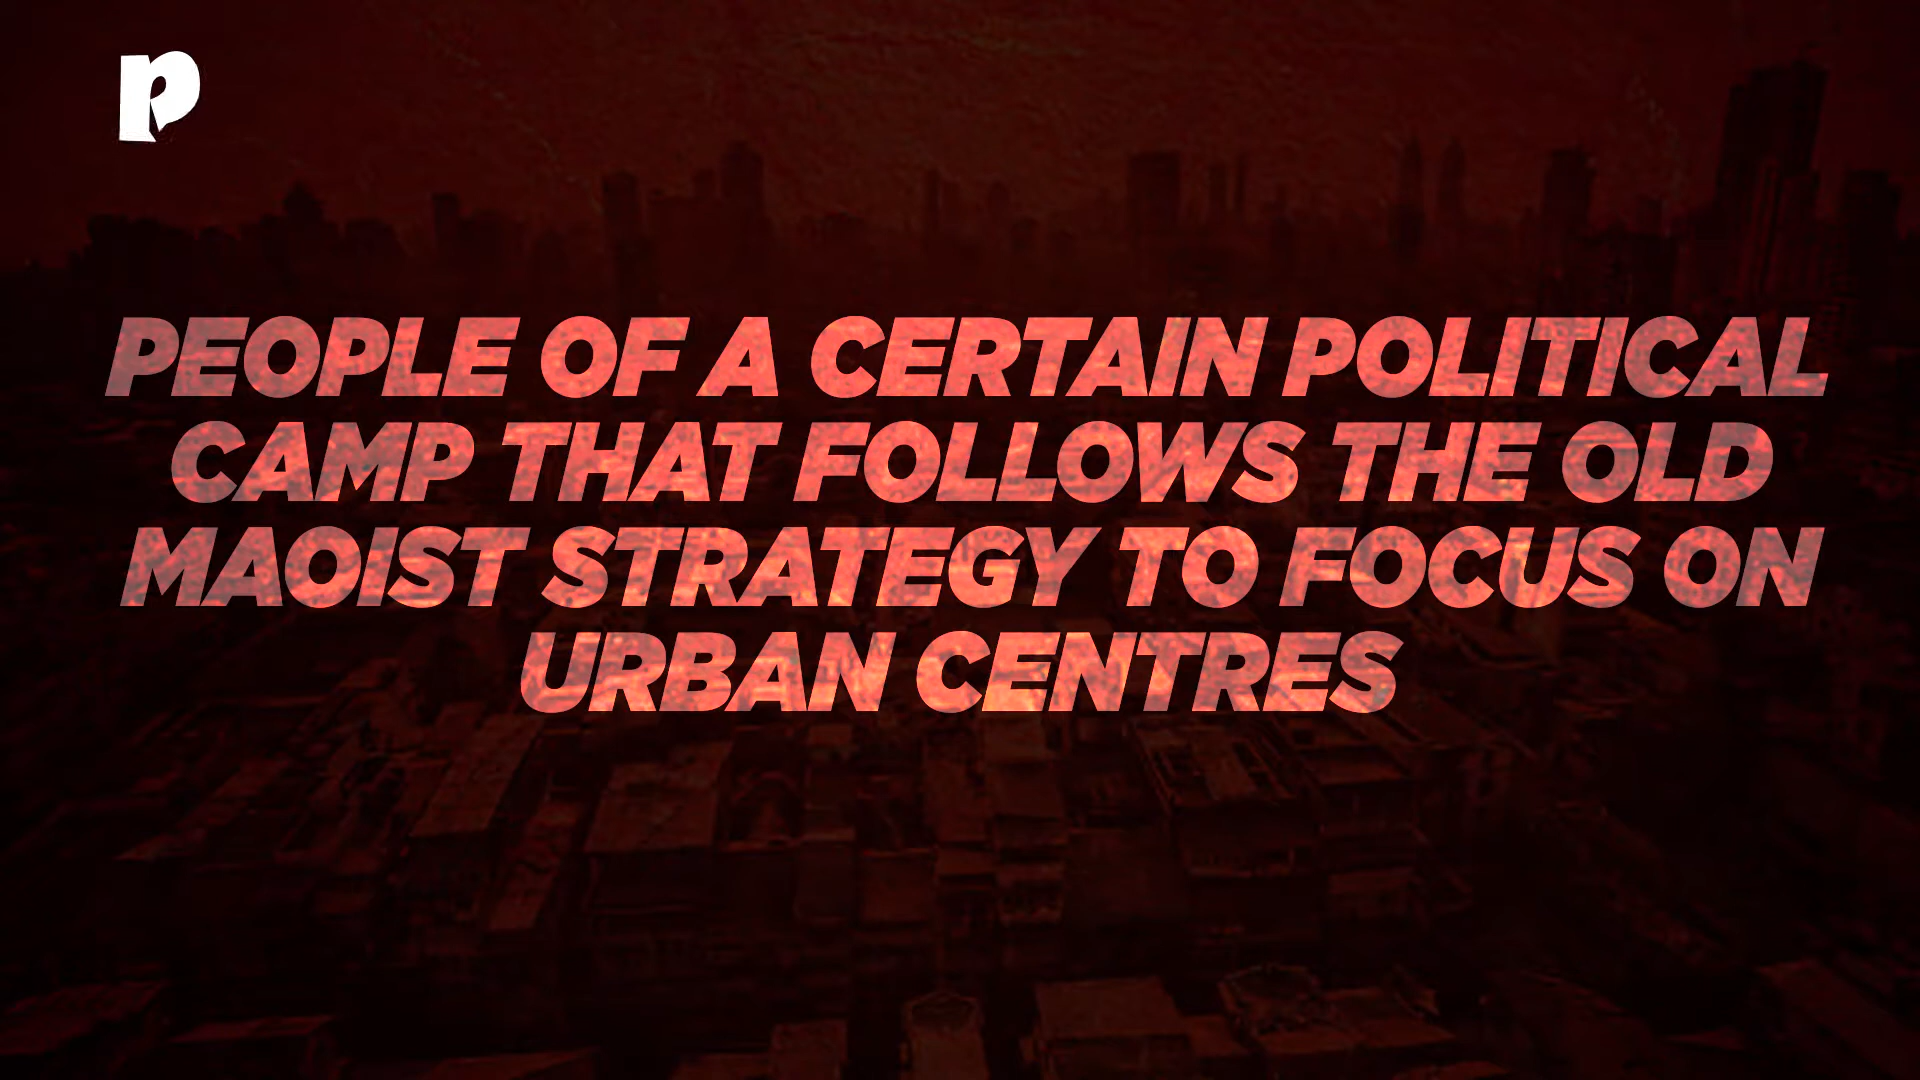 P
PEOPLE OF A CERTAIN POLITICAL
CAMP THAT FOLLOWS THE OLD
MAOIST STRATEGY TO FOCUS ON
URBAN CENTRES